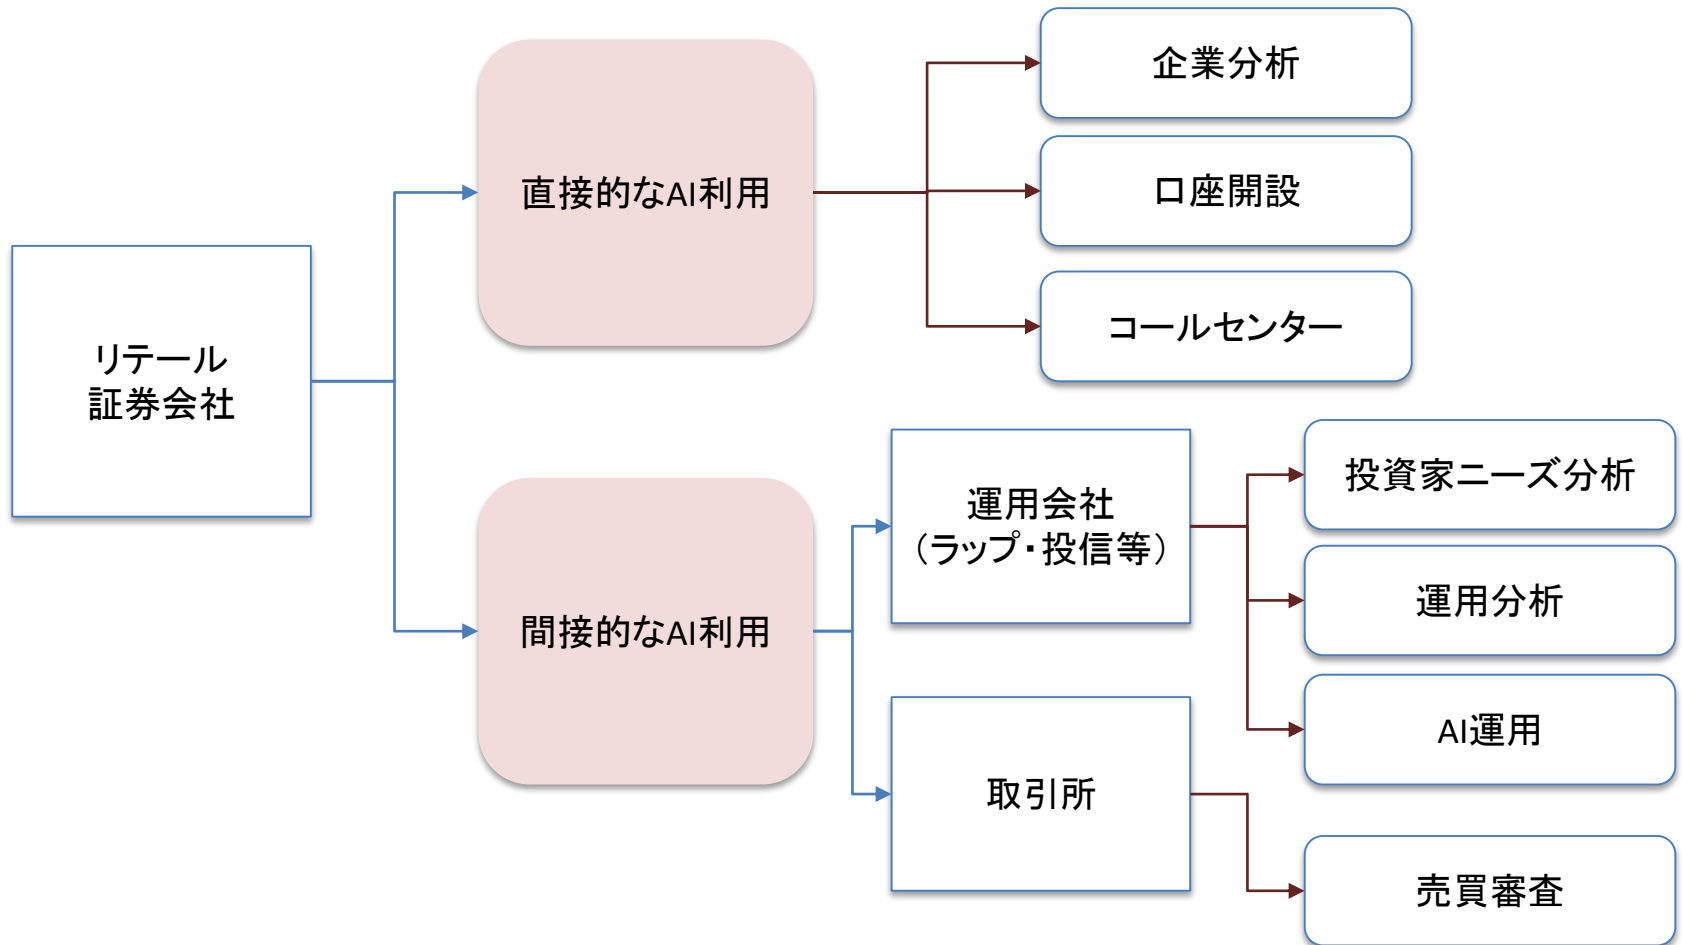 リテール
証券会社
直接的なAI利用
企業分析
口座開設
コールセンター
間接的なAI利用
運用会社
（ラップ・投信等）
投資家ニーズ分析
運用分析
AI運用
取引所
売買審査